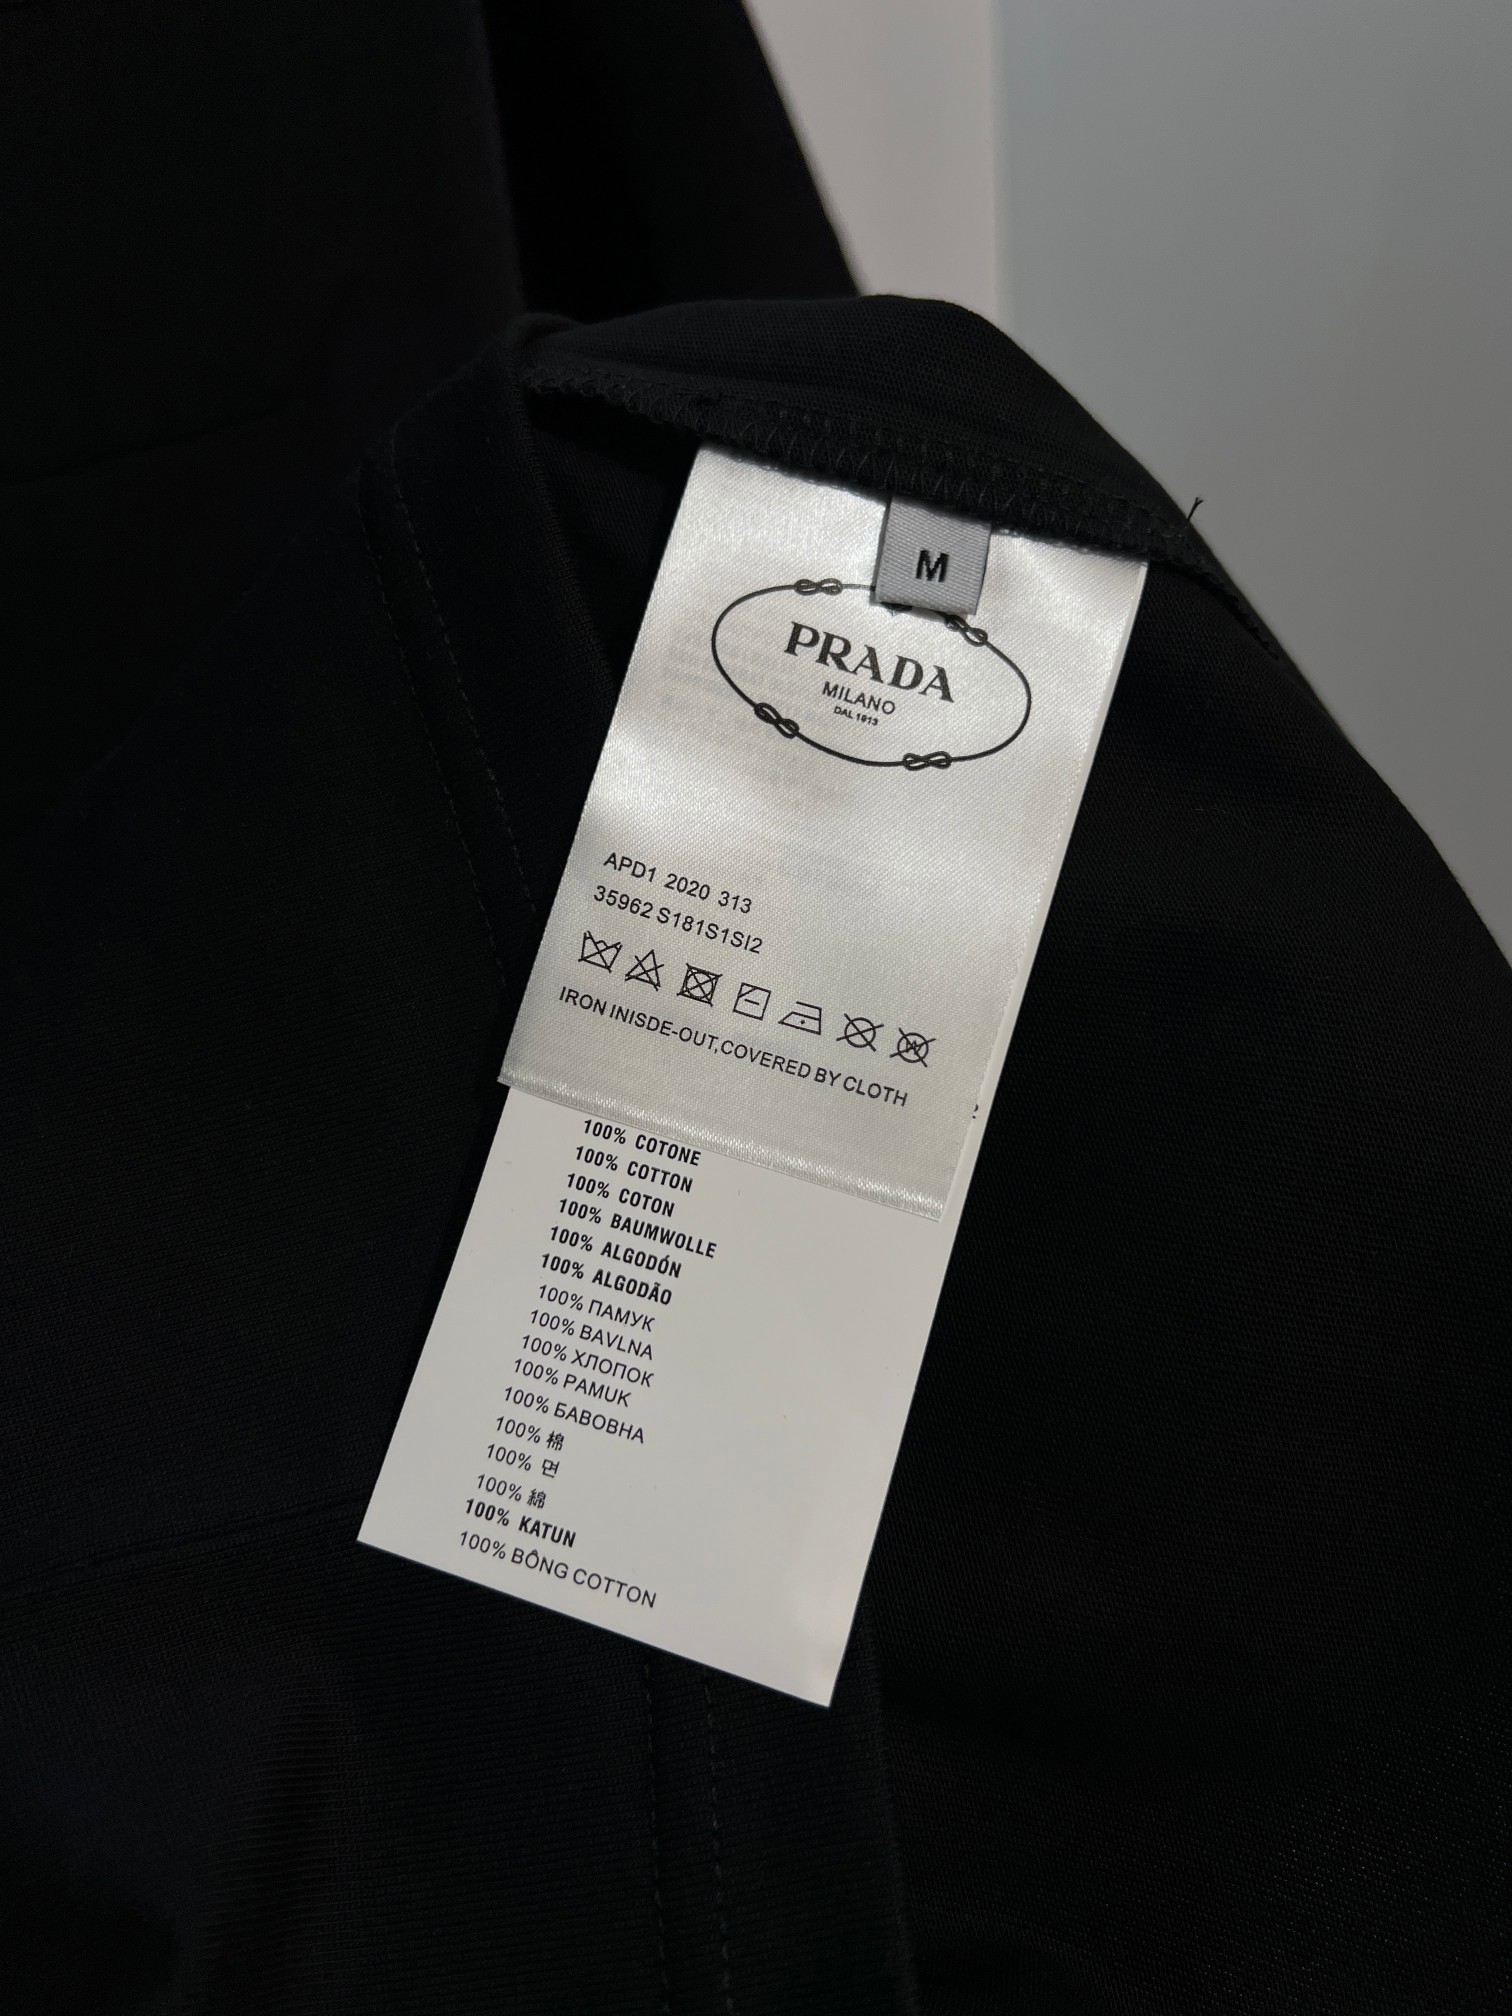 M
PRADA
MILANO
DAL 1913
APD1 2020 313
35962 S181S1SI2
IRON INISDE-OUT,COVERED BY CLOTH
100% COTONE
100% COTTON
100% COTON
100% BAUMWOLLE
100% ALGODÓN
100% ALGODÃO
100% ПАМУК
100% BAVLNA
100% ХЛОПОК
100% PAMUK
100% БАВОВНА
100% 棉
100% 면
100% 綿
100% KATUN
100% BÔNG COTTON